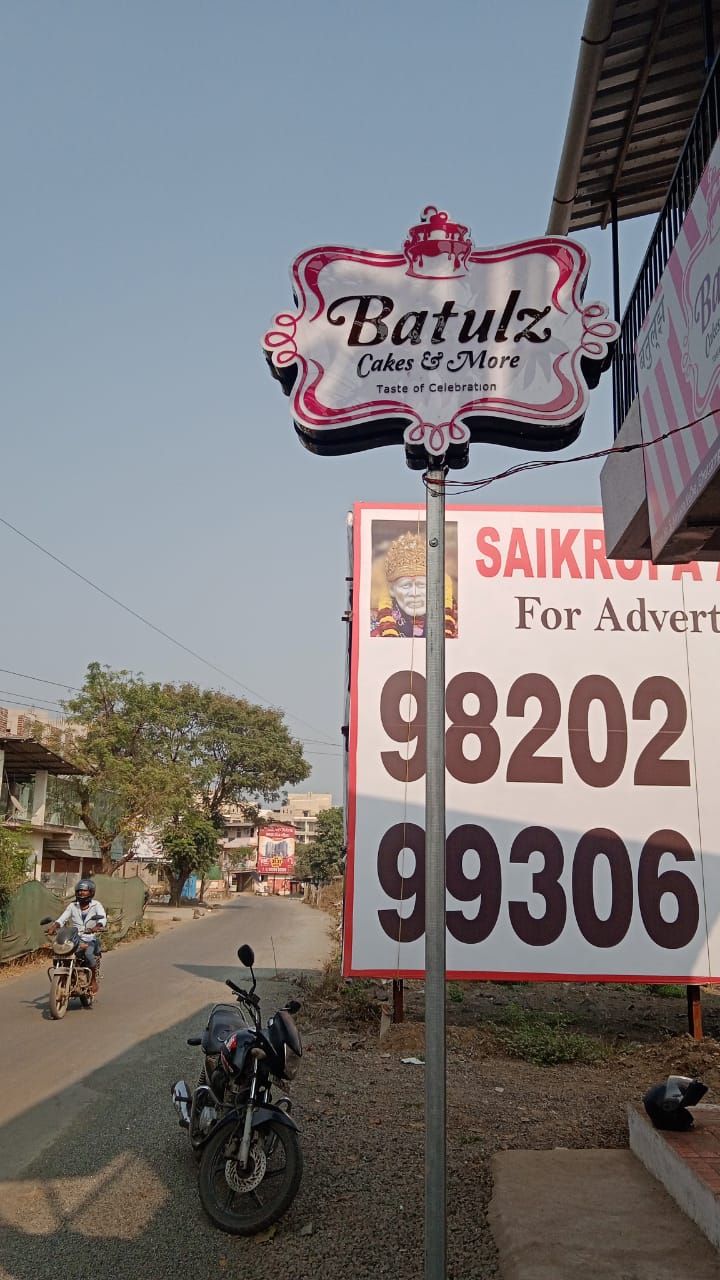 Batulz
Cakes & More
Taste of Celebration
SAIKRUPA
For Advert
98202
99306